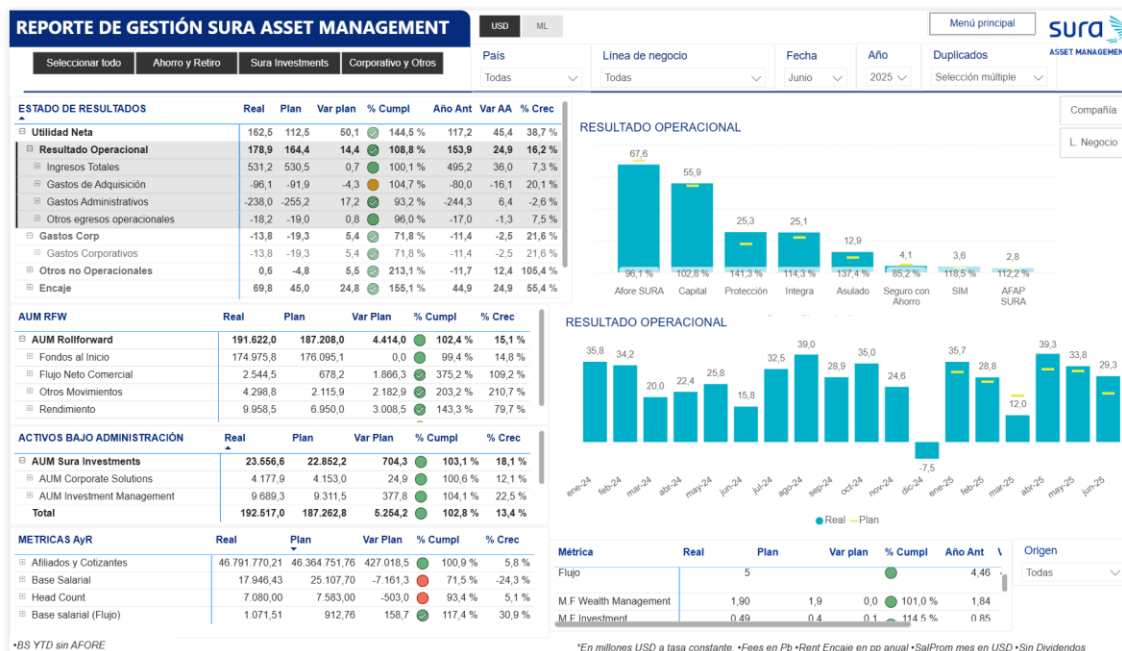 REPORTE DE GESTIÓN SURA ASSET MANAGEMENT
USD ML
Menú principal
sura
ASSET MANAGEMENT
Seleccionar todo Ahorro y Retiro Sura Investments Corporativo y Otros
País Línea de negocio Fecha Año Duplicados
Todas Todas Junio 2025 Selección múltiple
Compañía
L. Negocio
ESTADO DE RESULTADOS Real Plan Var plan % Cumpl Año Ant Var AA % Crec
Utilidad Neta 162,5 112,5 50,1 144,5 % 117,2 45,4 38,7 %
Resultado Operacional 178,9 164,4 14,4 108,8 % 153,9 24,9 16,2 %
Ingresos Totales 531,2 530,5 0,7 100,1 % 495,2 36,0 7,3 %
Gastos de Adquisición -96,1 -91,9 -4,3 104,7 % -80,0 -16,1 20,1 %
Gastos Administrativos -238,0 -255,2 17,2 93,2 % -244,3 6,4 -2,6 %
Otros egresos operacionales -18,2 -19,0 0,8 96,0 % -17,0 -1,3 7,5 %
Gastos Corp -13,8 -19,3 5,4 71,8 % -11,4 -2,5 21,6 %
Gastos Corporativos -13,8 -19,3 5,4 71,8 % -11,4 -2,5 21,6 %
Otros no Operacionales 0,6 -4,8 5,5 213,1 % -11,7 12,4 105,4 %
Encaje 69,8 45,0 24,8 155,1 % 44,9 24,9 55,4 %
RESULTADO OPERACIONAL
67,6 55,9 25,3 25,1 12,9 4,1 3,6 2,8
96,1 % 102,8 % 141,3 % 114,3 % 137,4 % 85,2 % 118,5 % 112,2 %
Afore SURA Capital Protección Integra Asulado Seguro con Ahorro SIM AFAP SURA
AUM RFW Real Plan Var Plan % Cumpl % Crec
AUM Rollforward 191.622,0 187.208,0 4.414,0 102,4 % 15,1 %
Fondos al Inicio 174.975,8 176.095,1 0,0 99,4 % 14,8 %
Flujo Neto Comercial 2.544,5 678,2 1.866,3 375,2 % 109,2 %
Otros Movimientos 4.298,8 2.115,9 2.182,9 203,2 % 210,7 %
Rendimiento 9.958,5 6.950,0 3.008,5 143,3 % 79,7 %
RESULTADO OPERACIONAL
35,8 34,2 20,0 22,4 25,8 15,8 32,5 39,0 28,9 35,0 24,6 -7,5 35,7 28,8 12,0 39,3 33,8 29,3
ene-24 feb-24 mar-24 abr-24 may-24 jun-24 jul-24 ago-24 sep-24 oct-24 nov-24 dic-24 ene-25 feb-25 mar-25 abr-25 may-25 jun-25
Real Plan
ACTIVOS BAJO ADMINISTRACIÓN Real Plan Var Plan % Cumpl % Crec
AUM Sura Investments 23.556,6 22.852,2 704,3 103,1 % 18,1 %
AUM Corporate Solutions 4.177,9 4.153,0 24,9 100,6 % 12,1 %
AUM Investment Management 9.689,3 9.311,5 377,8 104,1 % 22,5 %
Total 192.517,0 187.262,8 5.254,2 102,8 % 13,4 %
METRICAS AyR Real Plan Var Plan % Cumpl % Crec
Afiliados y Cotizantes 46.791.770,21 46.364.751,76 427.018,5 100,9 % 5,8 %
Base Salarial 17.946,43 25.107,70 -7.161,3 71,5 % -24,3 %
Head Count 7.080,00 7.583,00 -503,0 93,4 % 5,1 %
Base salarial (Flujo) 1.071,51 912,76 158,7 117,4 % 30,9 %
Métrica Real Plan Var plan % Cumpl Año Ant
Flujo 5 4,46
M.F Wealth Management 1,90 1,9 0,0 101,0 % 1,84
M.F Investment 0,49 0,4 0,1 114,5 % 0,85
Origen
Todas
•BS YTD sin AFORE
*En millones USD a tasa constante. •Fees en Pb •Rent Encaje en pp anual •SalProm mes en USD •Sin Dividendos